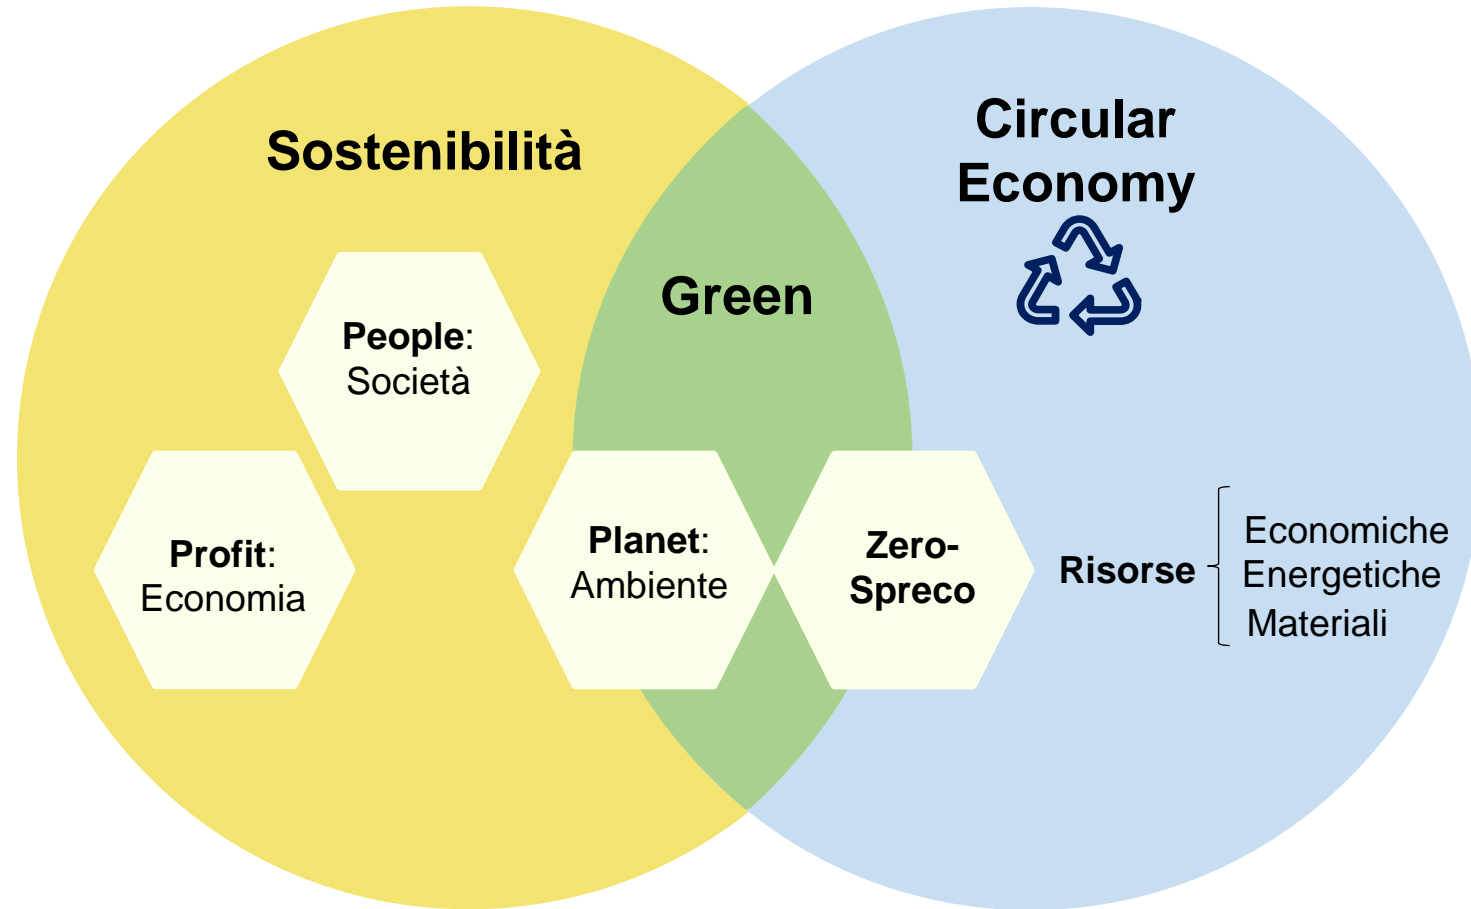 Sostenibilità
Circular
Economy
Green
People:
Società
Profit:
Economia
Planet:
Ambiente
Zero-
Spreco
Risorse
Economiche
Energetiche
Materiali